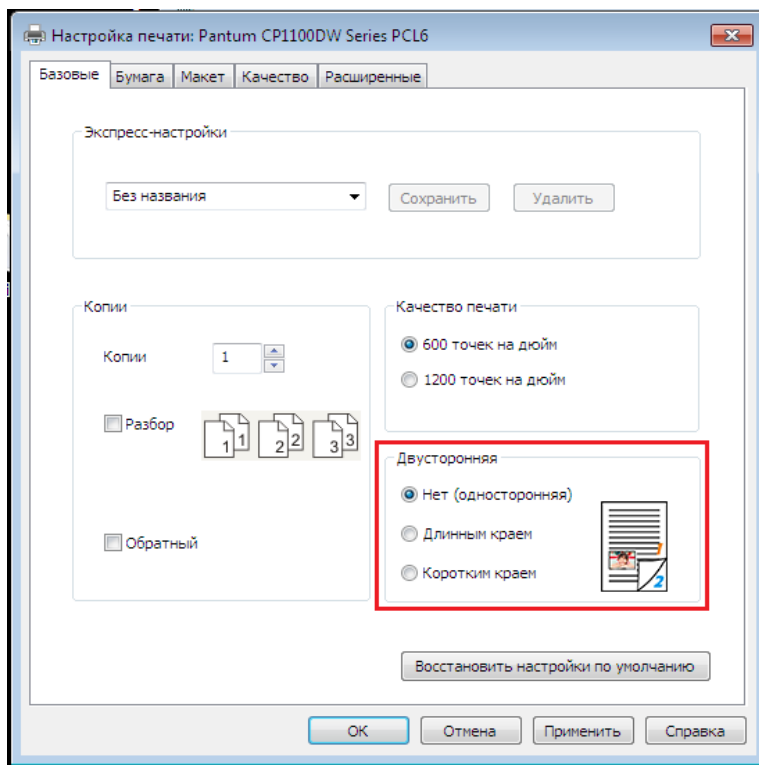 Настройка печати: Pantum CP1100DW Series PCL6
Базовые Бумага Макет Качество Расширенные
Экспресс-настройки
Без названия Сохранить Удалить
Копии
Копии 1
Разбор 1 1 2 2 3 3
Обратный
Качество печати
600 точек на дюйм
1200 точек на дюйм
Двусторонняя
Нет (односторонняя)
Длинным краем
Коротким краем
1
2
Восстановить настройки по умолчанию
ОК Отмена Применить Справка